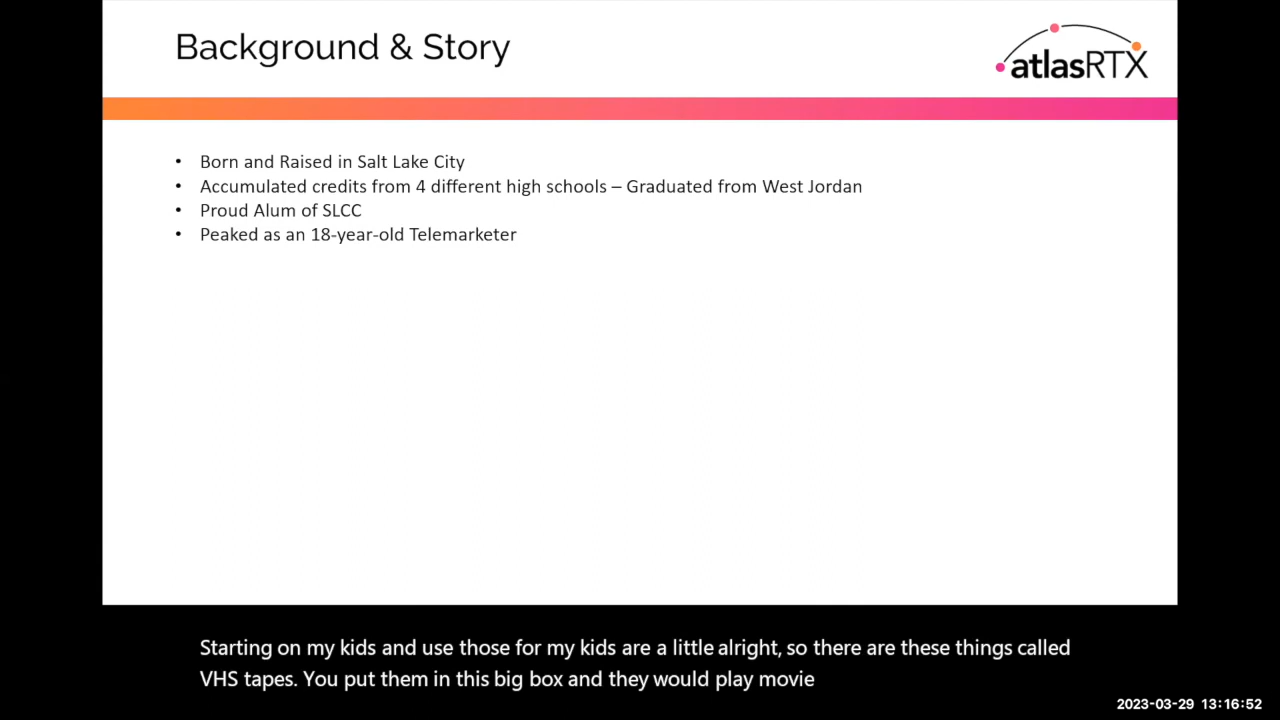 Background & Story
atlasRTX
• Born and Raised in Salt Lake City
• Accumulated credits from 4 different high schools – Graduated from West Jordan
• Proud Alum of SLCC
• Peaked as an 18-year-old Telemarketer
Starting on my kids and use those for my kids are a little alright, so there are these things called
VHS tapes. You put them in this big box and they would play movie
2023-03-29 13:16:52